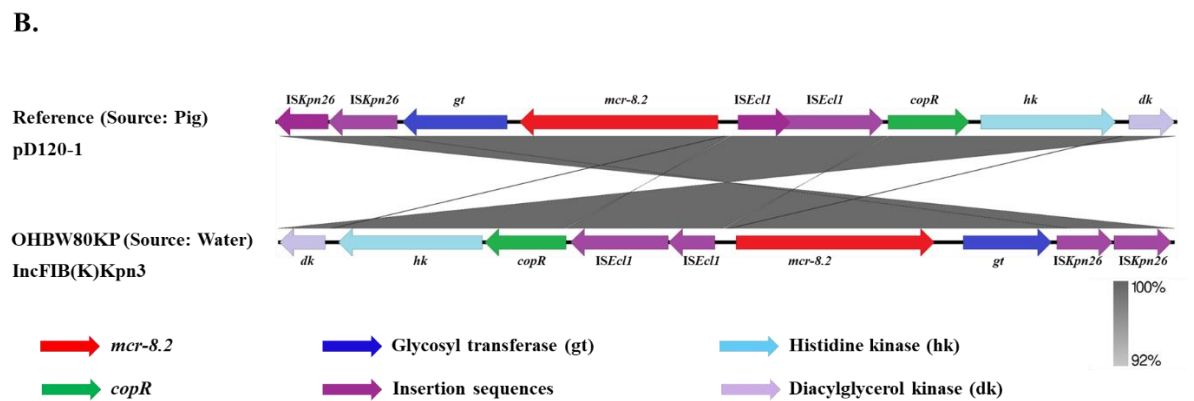 B.
ISKpn26 ISKpn26 gt mcr-8.2 ISEcl1 ISEcl1 copR hk dk
Reference (Source: Pig)
pD120-1
OHBW80KP (Source: Water)
IncFIB(K)Kpn3
dk hk copR ISEcl1 ISEcl1 mcr-8.2 gt ISKpn26 ISKpn26
100%
92%
mcr-8.2 Glycosyl transferase (gt) Histidine kinase (hk)
copR Insertion sequences Diacylglycerol kinase (dk)